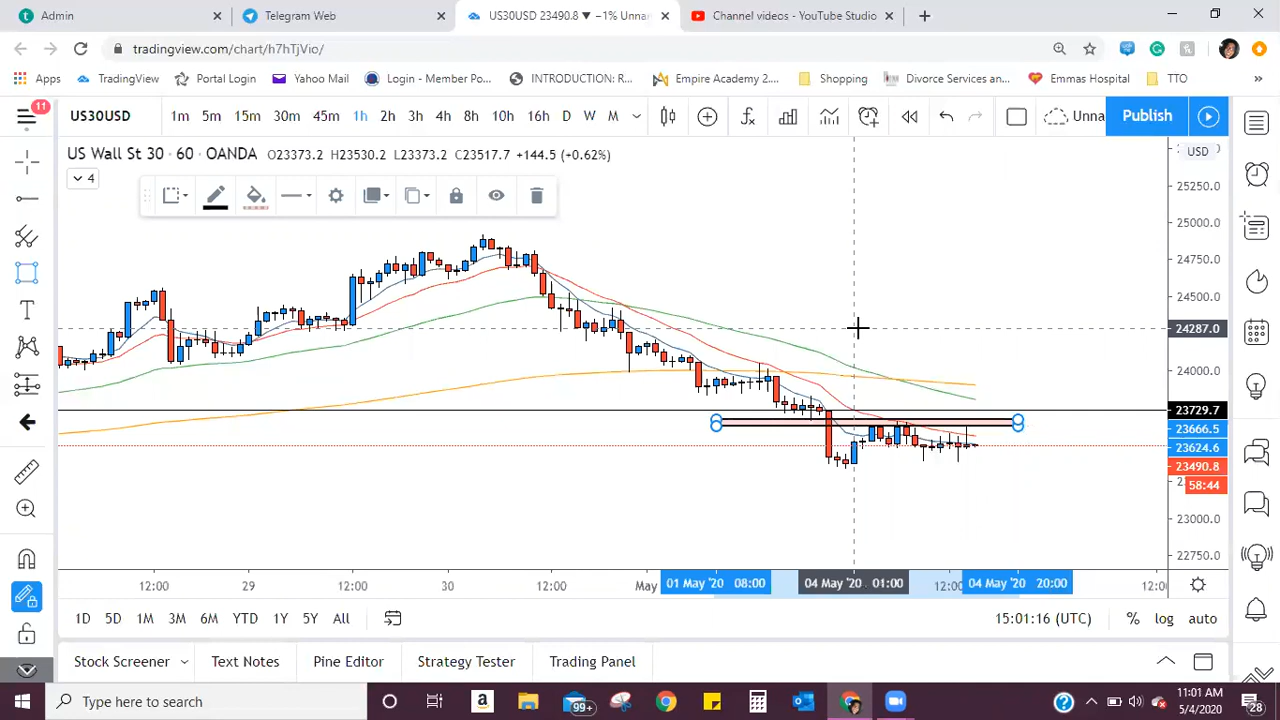 Admin
Telegram Web
US30USD 23490.8 ▼ −1% Unna
Channel videos - YouTube Studio
tradingview.com/chart/h7hTjVio/
Apps
TradingView
Portal Login
Yahoo Mail
Login - Member Po...
INTRODUCTION: R...
Empire Academy 2....
Shopping
Divorce Services an...
Emmas Hospital
TTO
»
11
US30USD
1m 5m 15m 30m 45m 1h 2h 3h 4h 8h 10h 16h D W M
Unna
Publish
US Wall St 30 · 60 · OANDA O23373.2 H23530.2 L23373.2 C23517.7 +144.5 (+0.62%)
4
USD
25250.0
25000.0
24750.0
24500.0
24287.0
24000.0
23729.7
23666.5
23624.6
23490.8
58:44
23000.0
22750.0
12:00
29
12:00
30
12:00
May
01 May '20 08:00
04 May '20 01:00
12:00
04 May '20 20:00
12:00
1D 5D 1M 3M 6M YTD 1Y 5Y All
15:01:16 (UTC)
% log auto
Stock Screener
Text Notes
Pine Editor
Strategy Tester
Trading Panel
Type here to search
99+
11:01 AM
5/4/2020
28